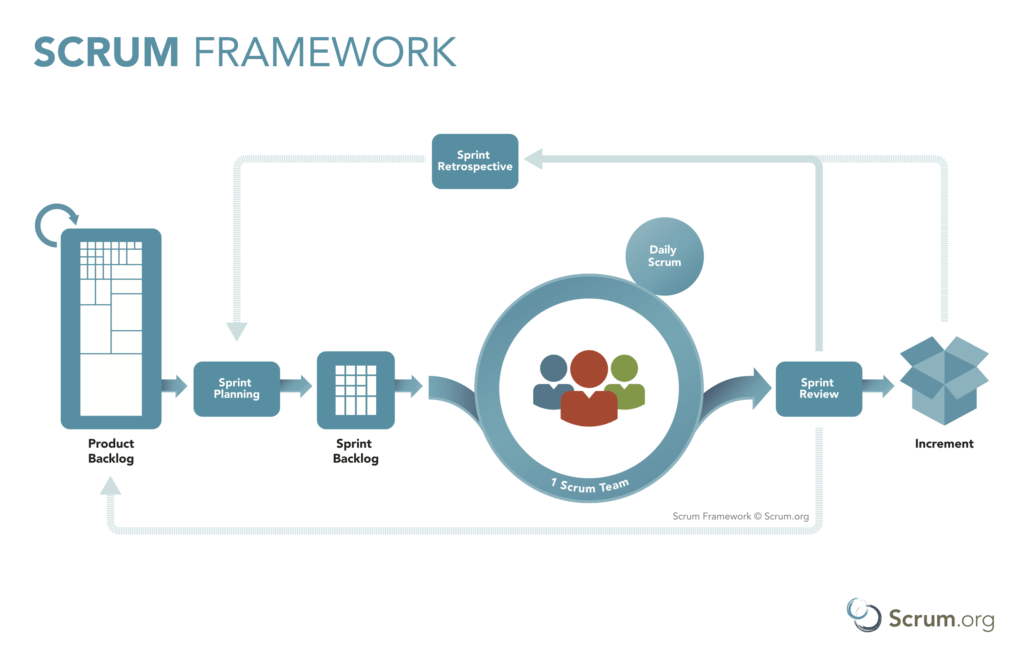 SCRUM FRAMEWORK
Sprint
Retrospective
Daily
Scrum
Sprint
Planning
Sprint
Review
Product
Backlog
Sprint
Backlog
Increment
1 Scrum Team
Scrum Framework © Scrum.org
Scrum.org